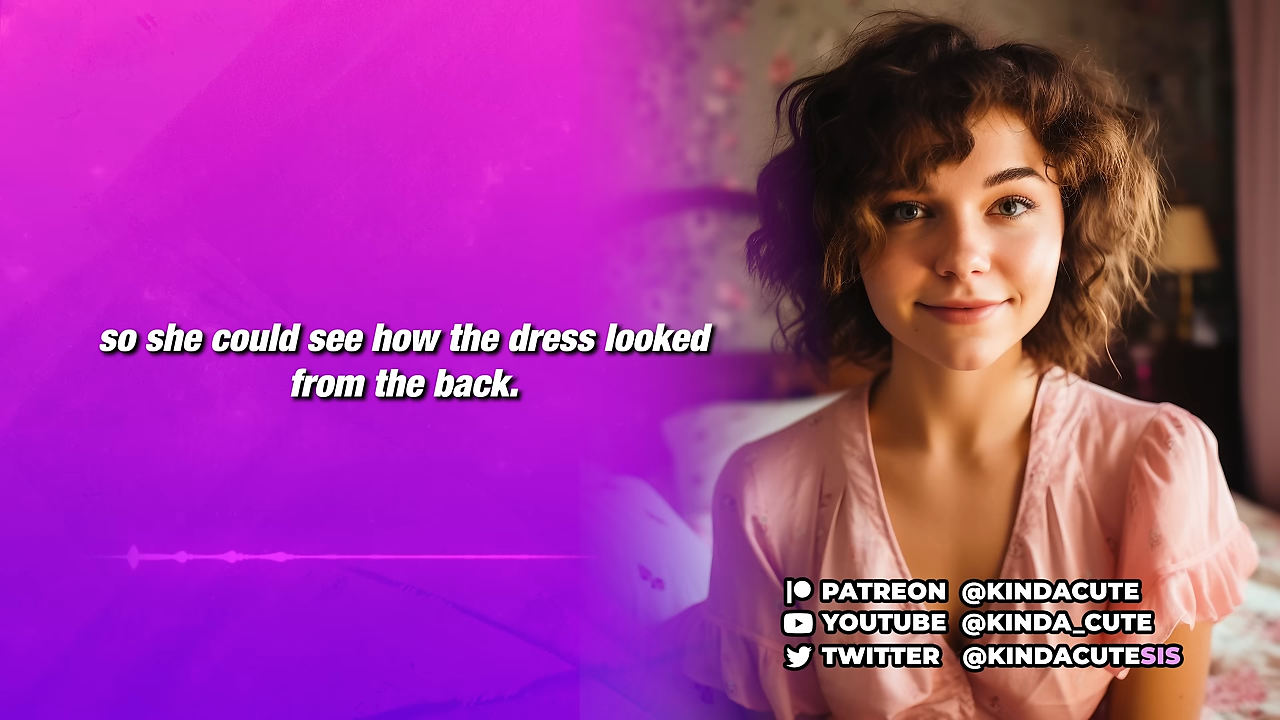 so she could see how the dress looked
from the back.
PATREON @KINDACUTE
YOUTUBE @KINDA_CUTE
TWITTER @KINDACUTESIS